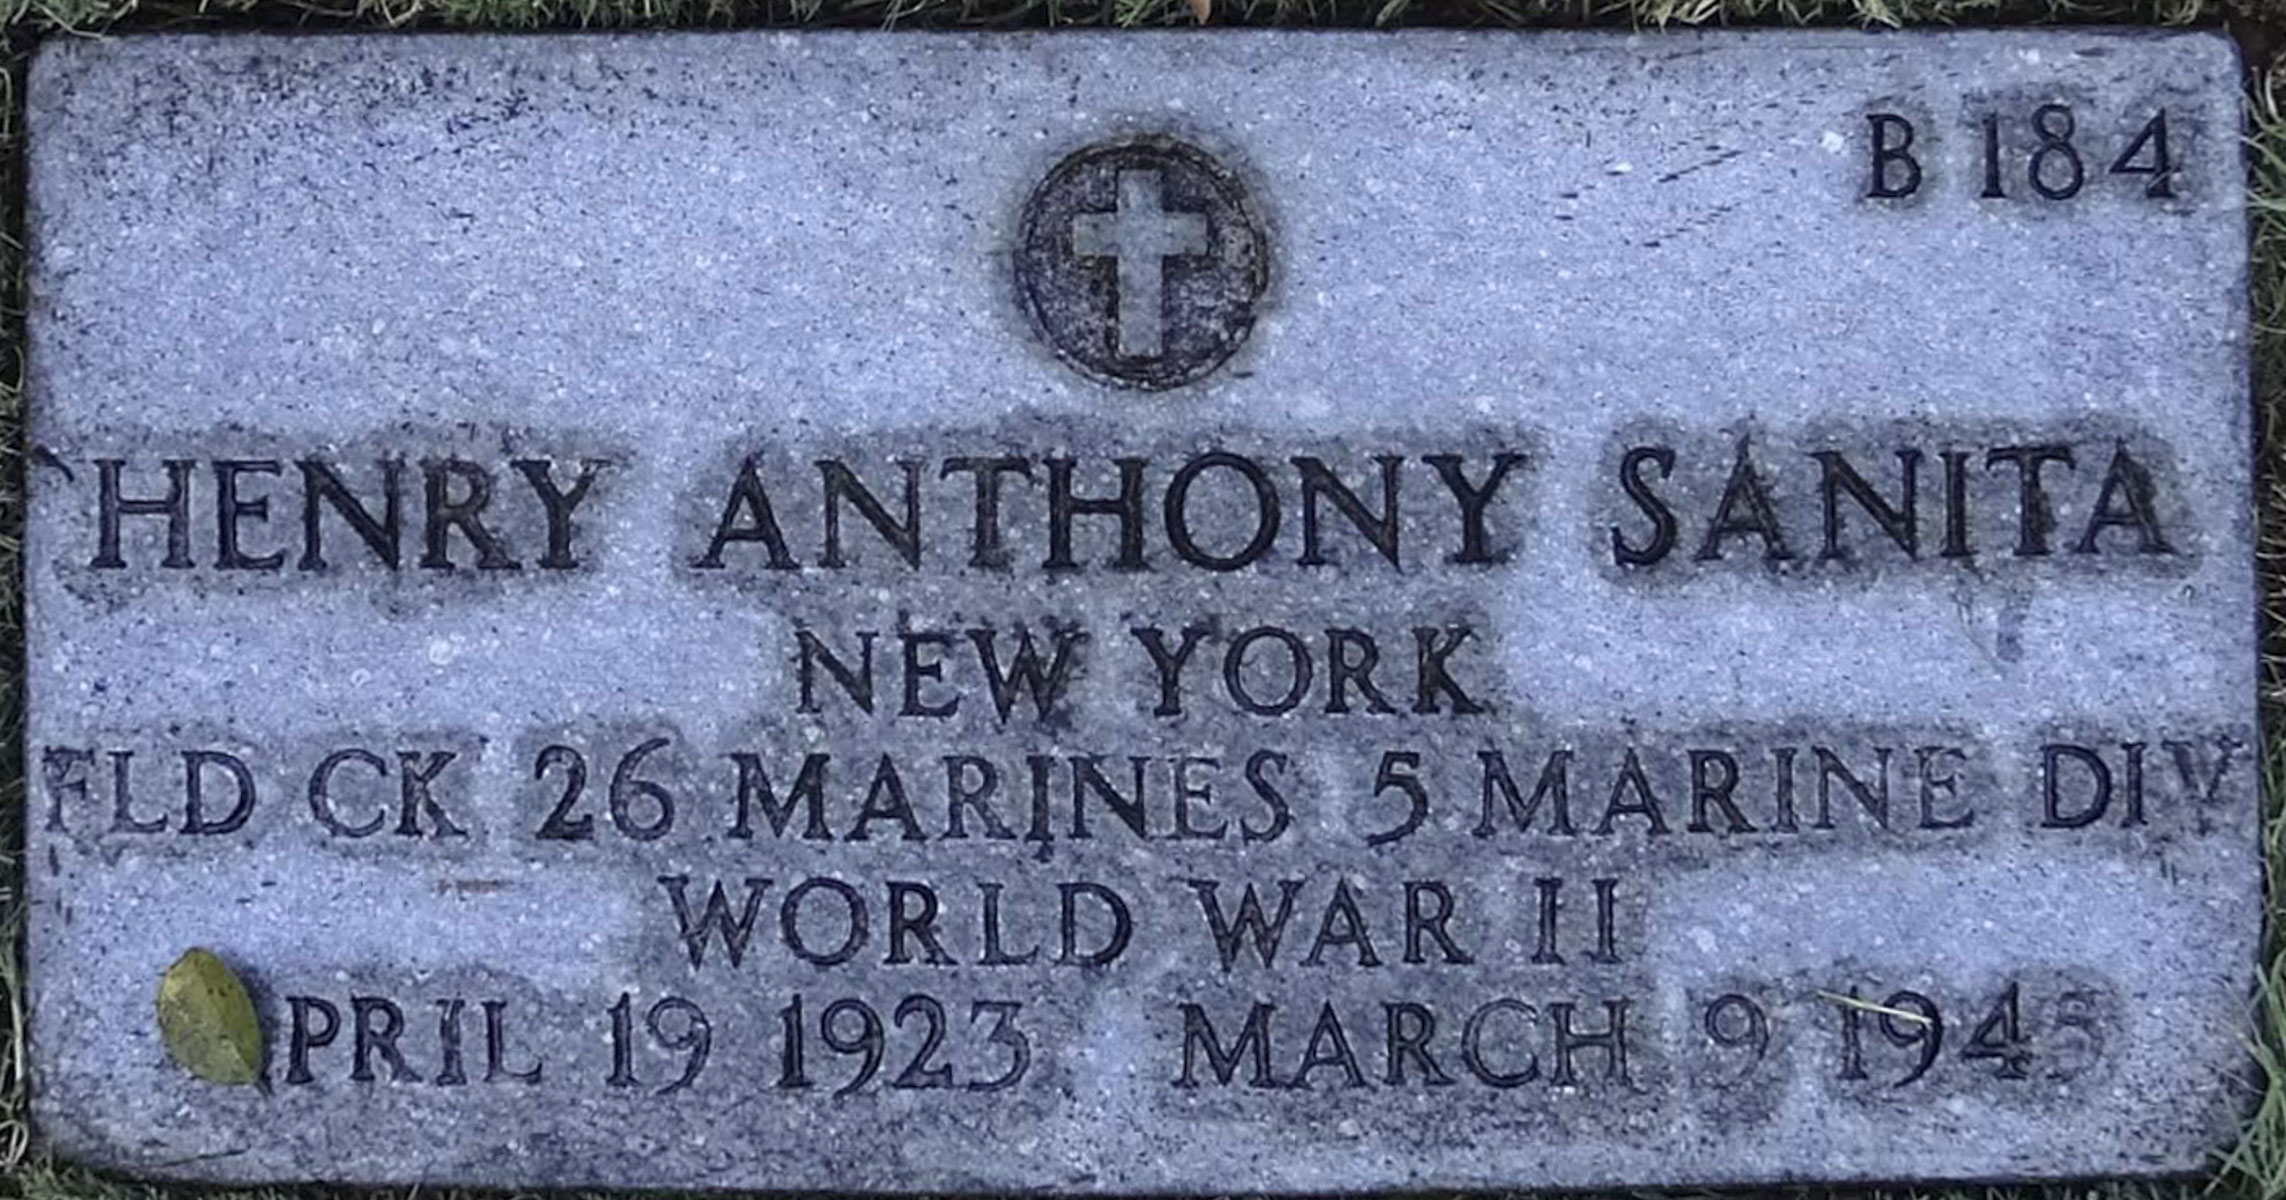 B 184
HENRY ANTHONY SANITA
NEW YORK
FLD CK 26 MARINES 5 MARINE DIV
WORLD WAR II
PRIL 19 1923 MARCH 9 1945